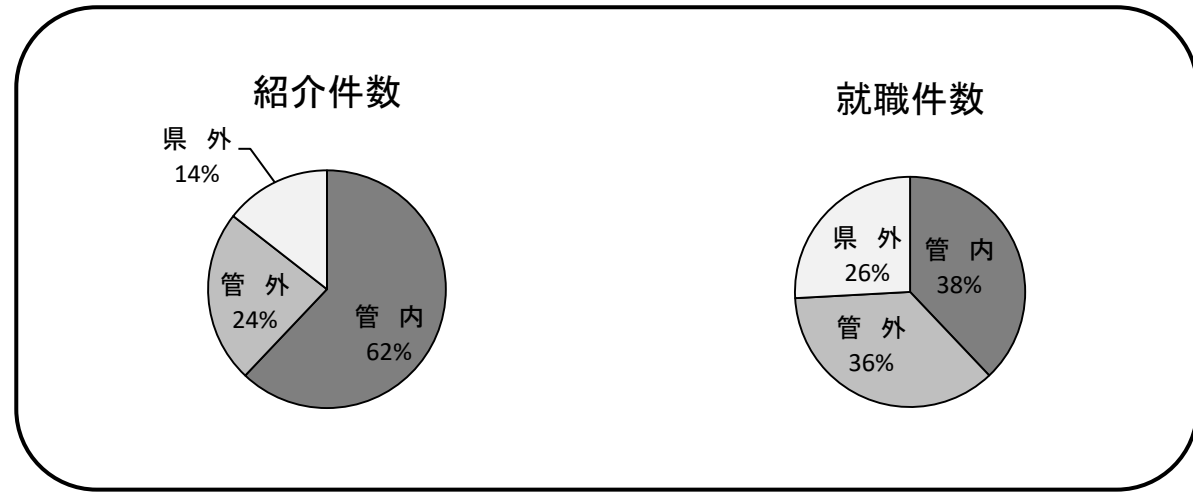 紹介件数
県 外
14%
管 外
24%
管 内
62%
就職件数
県 外
26%
管 内
38%
管 外
36%